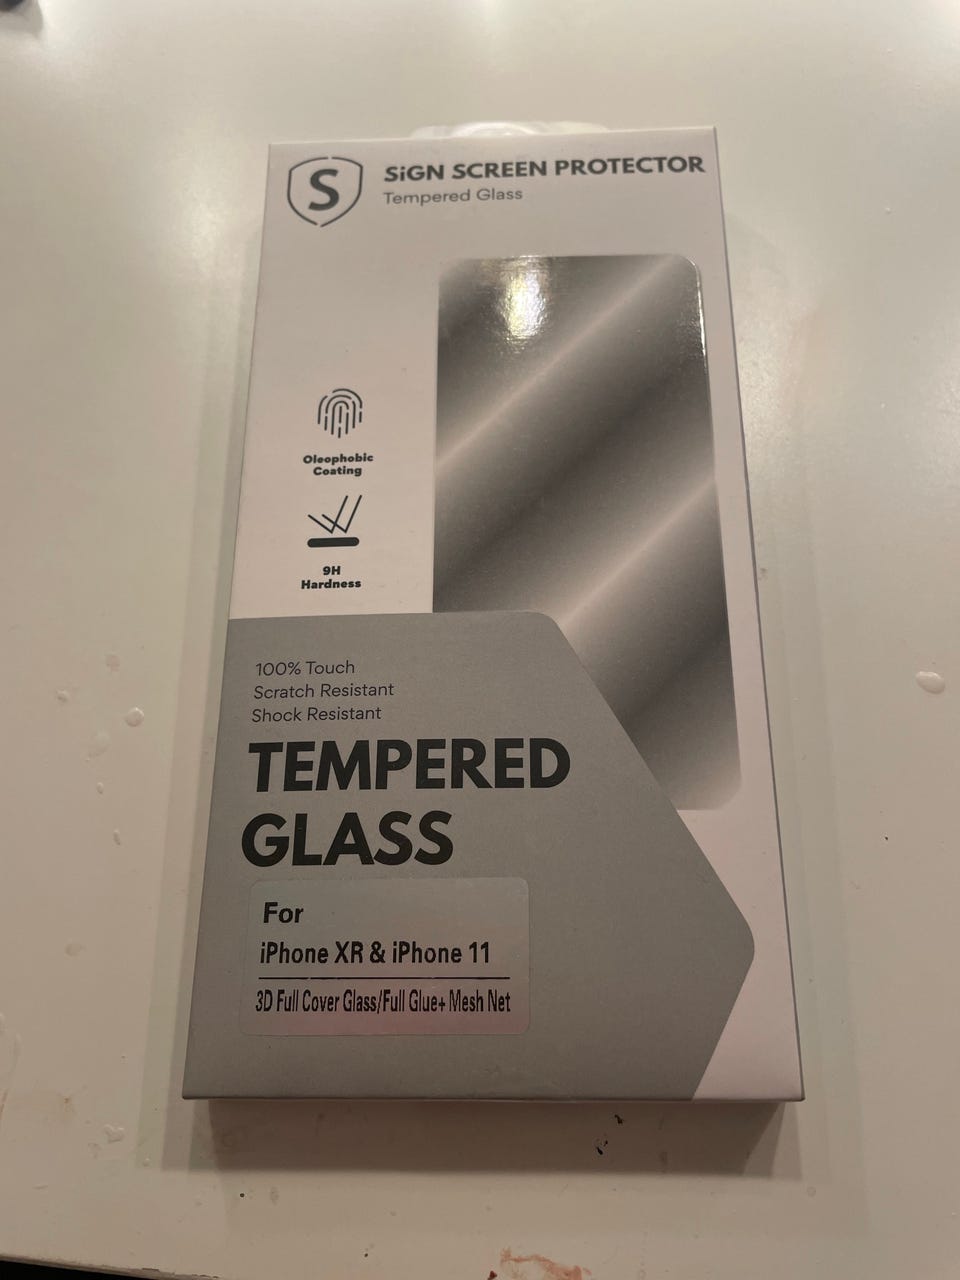 S
SiGN SCREEN PROTECTOR
Tempered Glass
Oleophobic
Coating
9H
Hardness
100% Touch
Scratch Resistant
Shock Resistant
TEMPERED
GLASS
For
iPhone XR & iPhone 11
3D Full Cover Glass/Full Glue+ Mesh Net